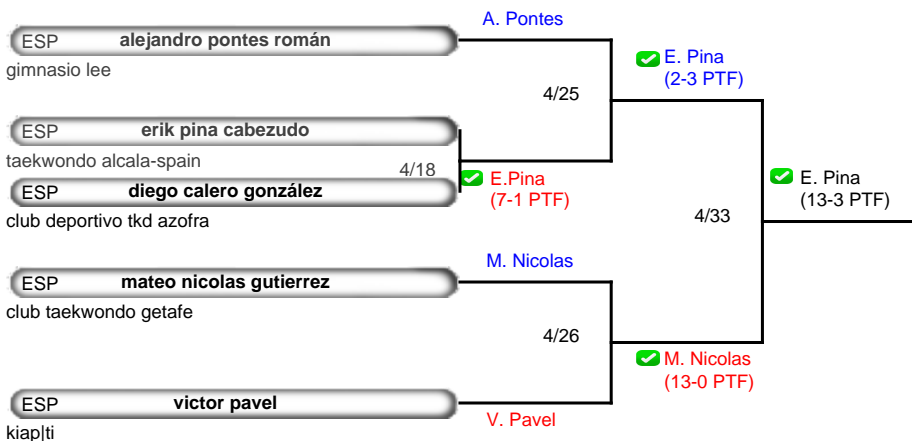 A. Pontes
ESP alejandro pontes román
gimnasio lee
E. Pina
(2-3 PTF)
4/25
ESP erik pina cabezudo
taekwondo alcala-spain
4/18
E.Pina
(7-1 PTF)
ESP diego calero gonzález
club deportivo tkd azofra
E. Pina
(13-3 PTF)
4/33
M. Nicolas
ESP mateo nicolas gutierrez
club taekwondo getafe
4/26
M. Nicolas
(13-0 PTF)
ESP victor pavel
kiap|ti
V. Pavel